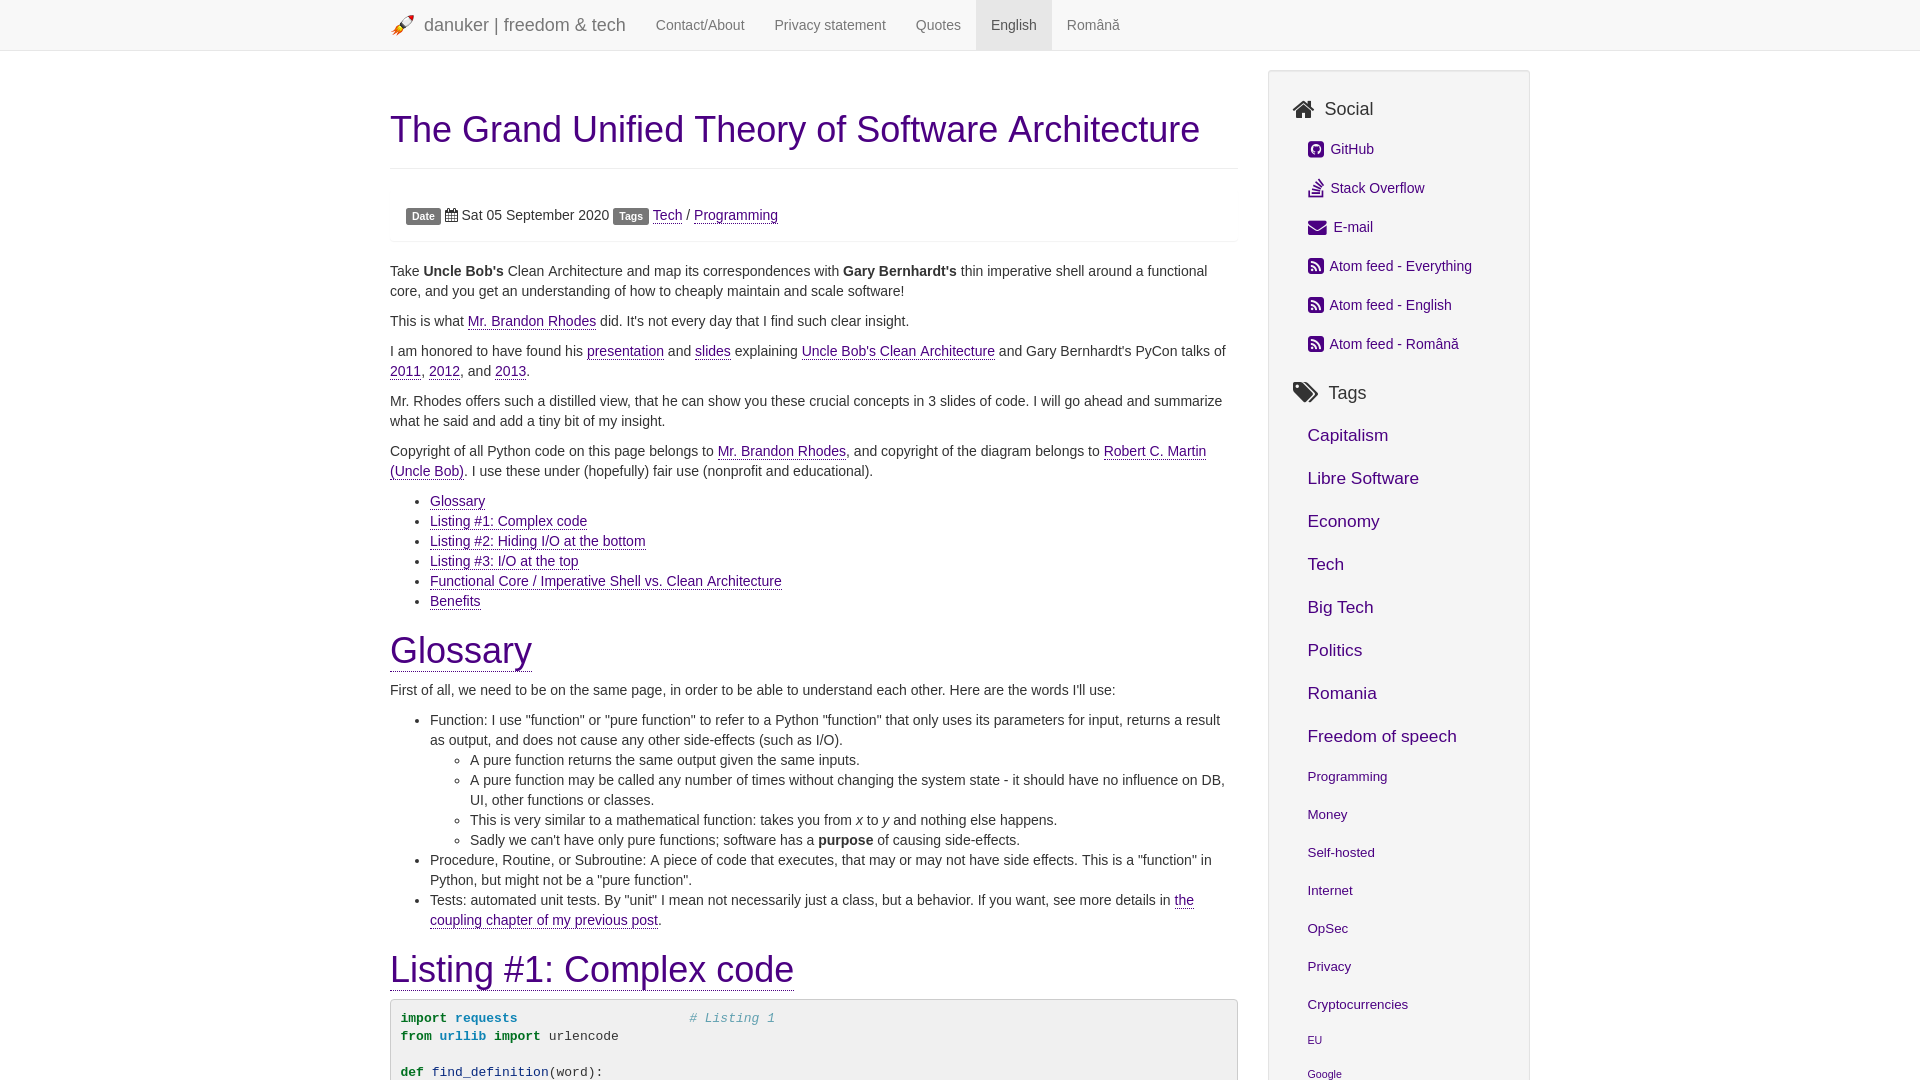 danuker | freedom & tech
Contact/About
Privacy statement
Quotes
English
Română
The Grand Unified Theory of Software Architecture
Date Sat 05 September 2020 Tags Tech / Programming
Take Uncle Bob's Clean Architecture and map its correspondences with Gary Bernhardt's thin imperative shell around a functional
core, and you get an understanding of how to cheaply maintain and scale software!
This is what Mr. Brandon Rhodes did. It's not every day that I find such clear insight.
I am honored to have found his presentation and slides explaining Uncle Bob's Clean Architecture and Gary Bernhardt's PyCon talks of
2011, 2012, and 2013.
Mr. Rhodes offers such a distilled view, that he can show you these crucial concepts in 3 slides of code. I will go ahead and summarize
what he said and add a tiny bit of my insight.
Copyright of all Python code on this page belongs to Mr. Brandon Rhodes, and copyright of the diagram belongs to Robert C. Martin
(Uncle Bob). I use these under (hopefully) fair use (nonprofit and educational).
• Glossary
• Listing #1: Complex code
• Listing #2: Hiding I/O at the bottom
• Listing #3: I/O at the top
• Functional Core / Imperative Shell vs. Clean Architecture
• Benefits
Glossary
First of all, we need to be on the same page, in order to be able to understand each other. Here are the words I'll use:
• Function: I use "function" or "pure function" to refer to a Python "function" that only uses its parameters for input, returns a result
as output, and does not cause any other side-effects (such as I/O).
◦ A pure function returns the same output given the same inputs.
◦ A pure function may be called any number of times without changing the system state - it should have no influence on DB,
UI, other functions or classes.
◦ This is very similar to a mathematical function: takes you from x to y and nothing else happens.
◦ Sadly we can't have only pure functions; software has a purpose of causing side-effects.
• Procedure, Routine, or Subroutine: A piece of code that executes, that may or may not have side effects. This is a "function" in
Python, but might not be a "pure function".
• Tests: automated unit tests. By "unit" I mean not necessarily just a class, but a behavior. If you want, see more details in the
coupling chapter of my previous post.
Listing #1: Complex code
import requests # Listing 1
from urllib import urlencode
def find_definition(word):
Social
GitHub
Stack Overflow
E-mail
Atom feed - Everything
Atom feed - English
Atom feed - Română
Tags
Capitalism
Libre Software
Economy
Tech
Big Tech
Politics
Romania
Freedom of speech
Programming
Money
Self-hosted
Internet
OpSec
Privacy
Cryptocurrencies
EU
Google